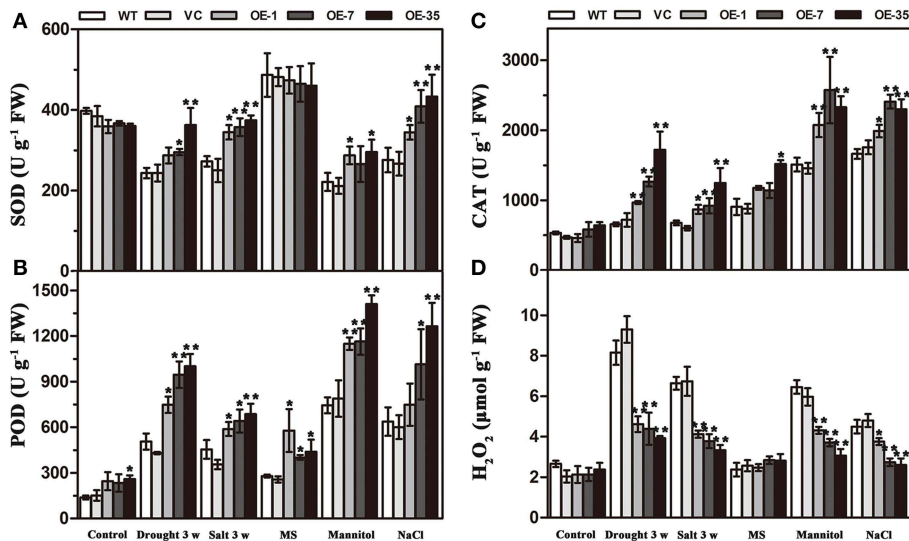 A
WT VC OE-1 OE-7 OE-35
SOD (U g⁻¹ FW)
600
400
200
0
* ** ** ** ** * * * ** **
B
POD (U g⁻¹ FW)
1500
1200
900
600
300
0
* * ** ** * ** ** * * * ** ** ** * **
Control Drought 3 w Salt 3 w MS Mannitol NaCl
C
WT VC OE-1 OE-7 OE-35
CAT (U g⁻¹ FW)
3000
2000
1000
0
** ** ** ** ** ** * ** ** ** * ** **
D
H₂O₂ (μmol g⁻¹ FW)
10
8
6
4
2
0
** ** ** ** ** ** ** ** ** * ** **
Control Drought 3 w Salt 3 w MS Mannitol NaCl